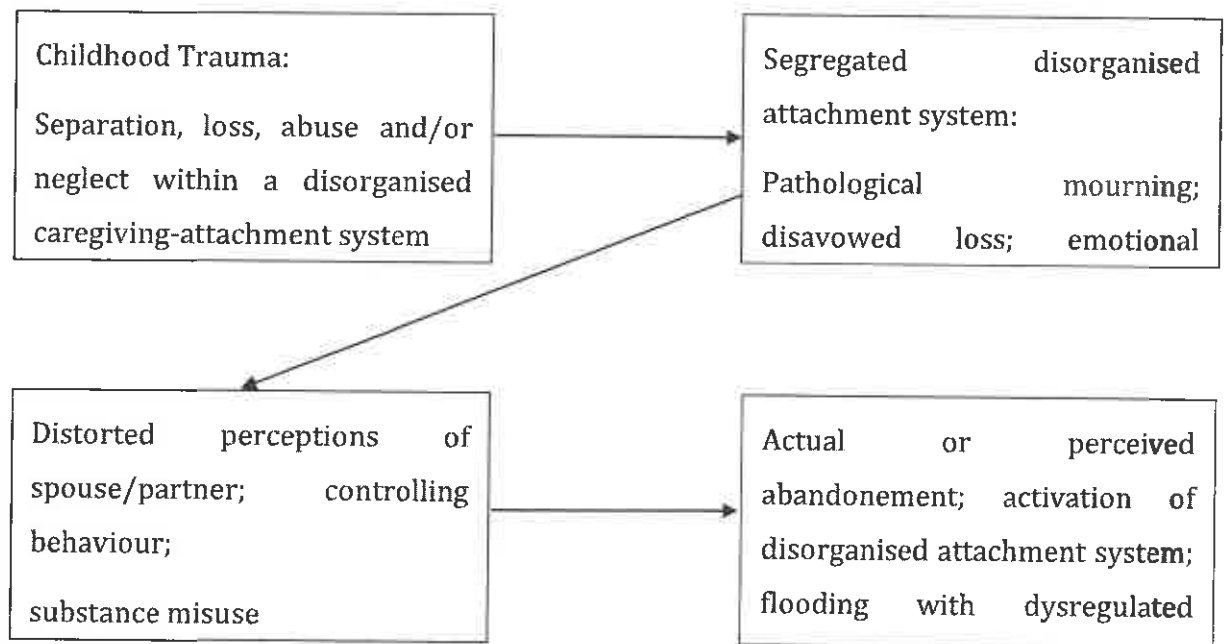 Childhood Trauma:
Separation, loss, abuse and/or
neglect within a disorganised
caregiving-attachment system
Segregated disorganised
attachment system:
Pathological mourning;
disavowed loss; emotional
Distorted perceptions of
spouse/partner; controlling
behaviour;
substance misuse
Actual or perceived
abandonement; activation of
disorganised attachment system;
flooding with dysregulated